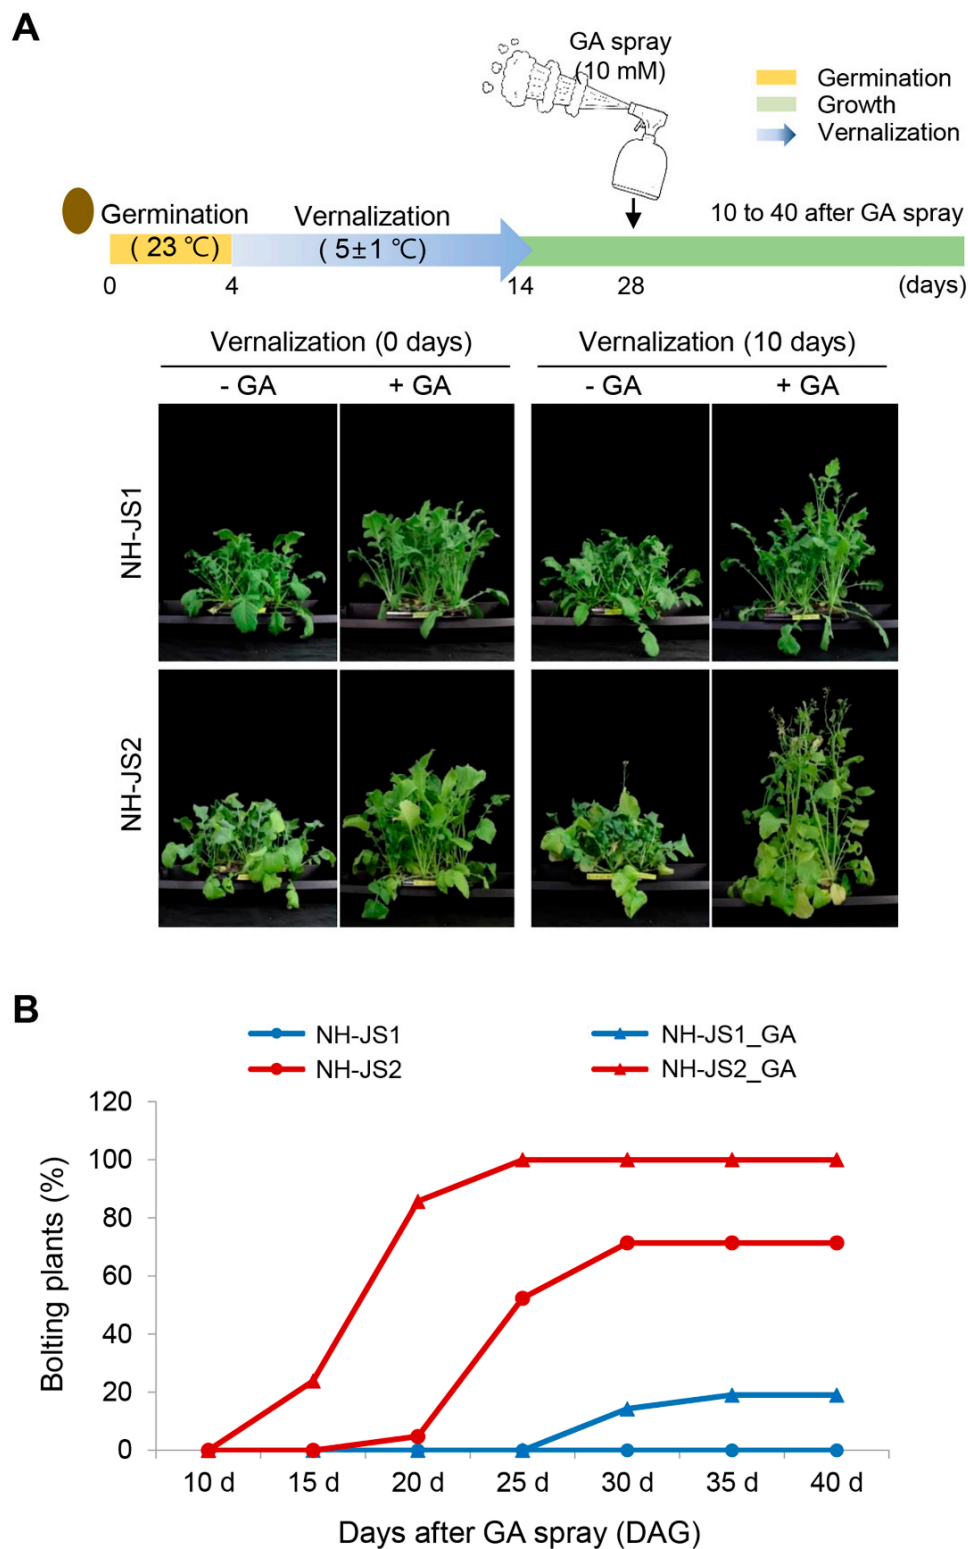 A
GA spray
(10 mM)
Germination
Growth
Vernalization
Germination
Vernalization
10 to 40 after GA spray
( 23 ℃)
( 5±1 ℃)
0
4
14
28
(days)
Vernalization (0 days)
Vernalization (10 days)
- GA
+ GA
- GA
+ GA
NH-JS1
NH-JS2
B
NH-JS1
NH-JS1_GA
NH-JS2
NH-JS2_GA
Bolting plants (%)
120
100
80
60
40
20
0
10 d
15 d
20 d
25 d
30 d
35 d
40 d
Days after GA spray (DAG)